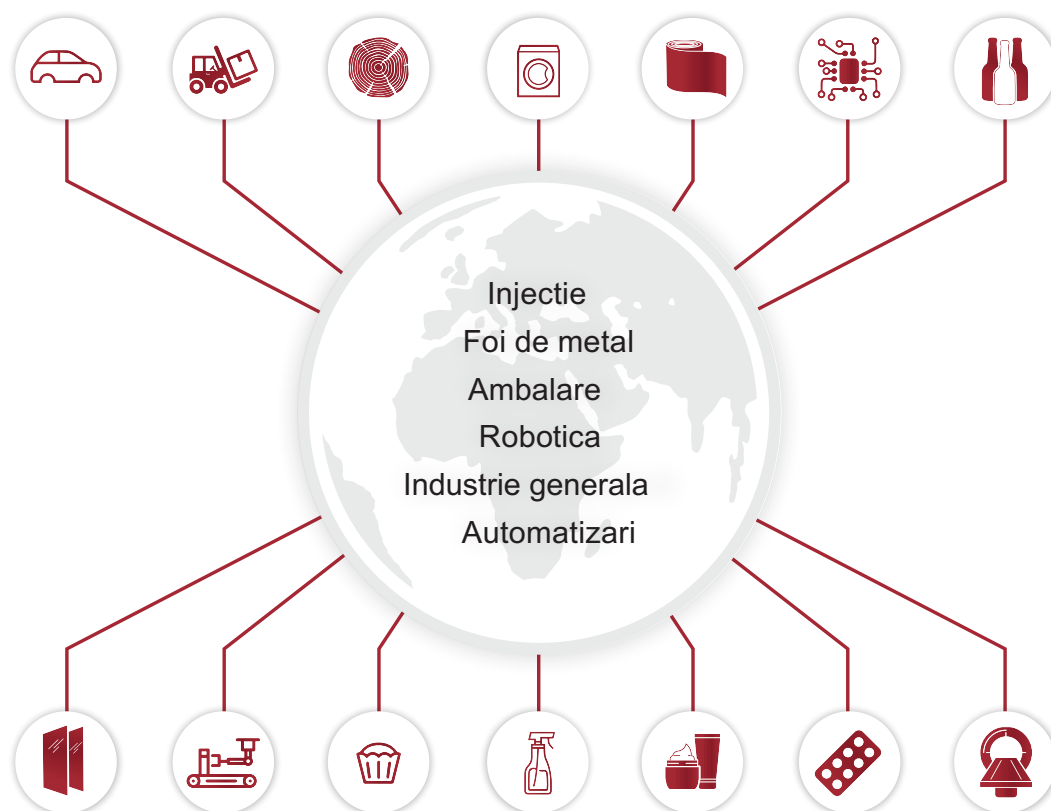 Injectie
Foi de metal
Ambalare
Robotica
Industrie generala
Automatizari